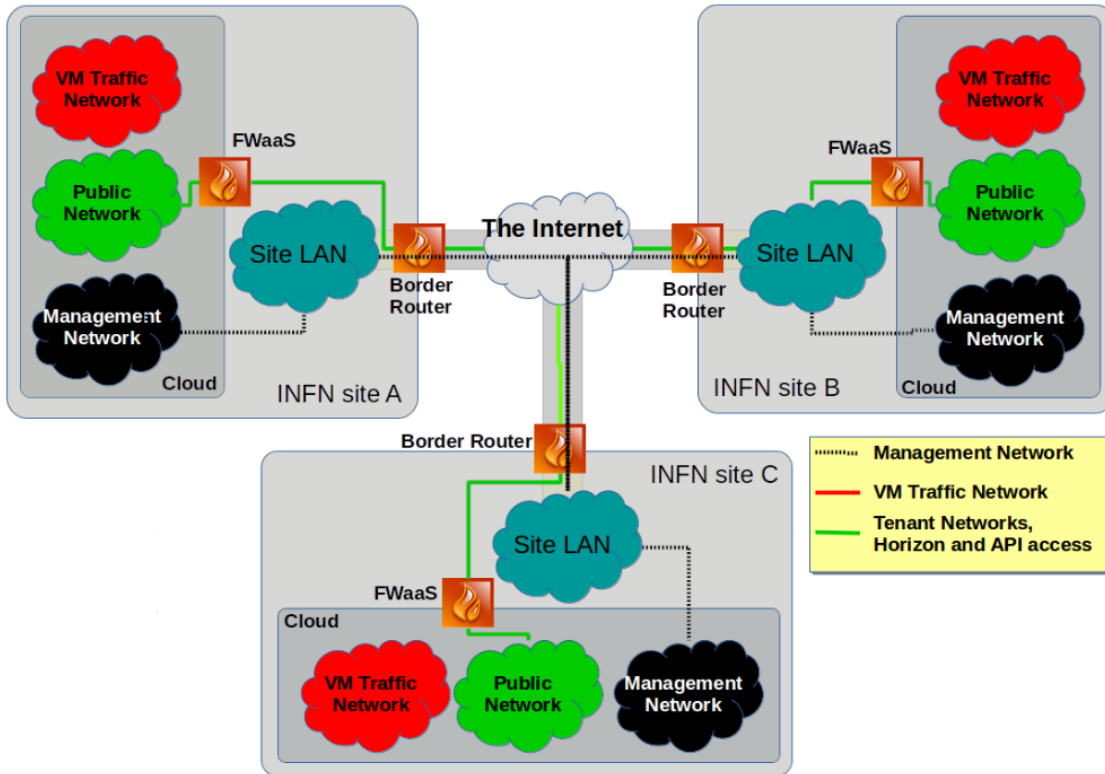 VM Traffic
Network
FWaaS
Public
Network
Site LAN
Management
Network
Cloud
INFN site A
Border
Router
The Internet
VM Traffic
Network
FWaaS
Public
Network
Site LAN
Border
Router
Management
Network
Cloud
INFN site B
Border Router
INFN site C
Site LAN
FWaaS
Cloud
VM Traffic
Network
Public
Network
Management
Network
Management Network
VM Traffic Network
Tenant Networks,
Horizon and API access